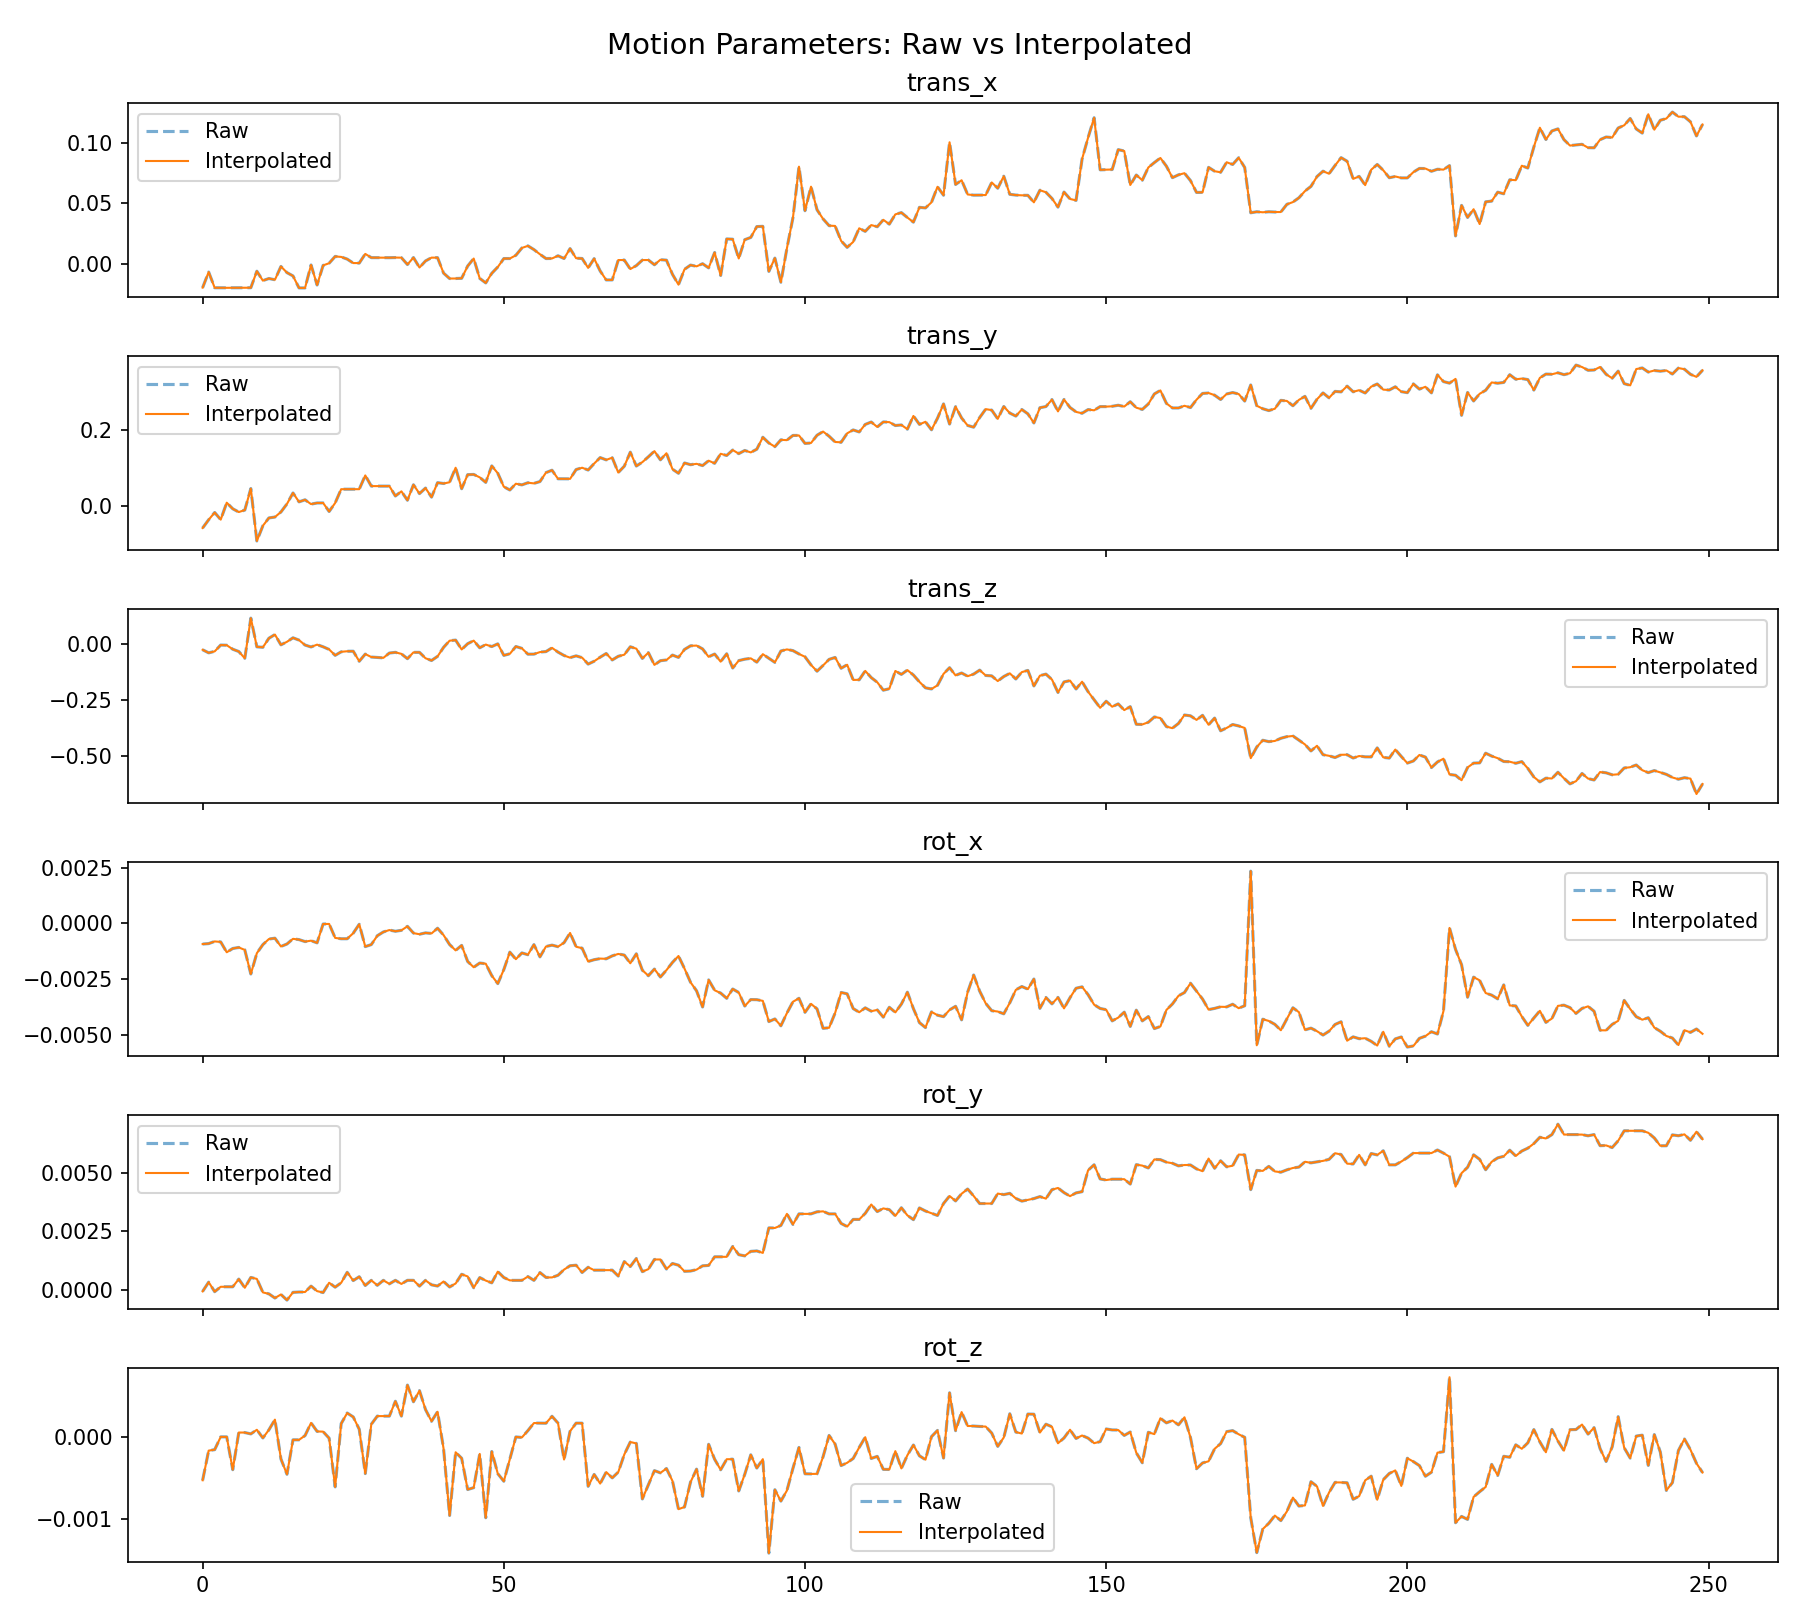 Motion Parameters: Raw vs Interpolated
trans_x
Raw
Interpolated
0.10
0.05
0.00
trans_y
Raw
Interpolated
0.2
0.0
trans_z
Raw
Interpolated
0.00
−0.25
−0.50
rot_x
Raw
Interpolated
0.0025
0.0000
−0.0025
−0.0050
rot_y
Raw
Interpolated
0.0050
0.0025
0.0000
rot_z
0.000
−0.001
Raw
Interpolated
0 50 100 150 200 250